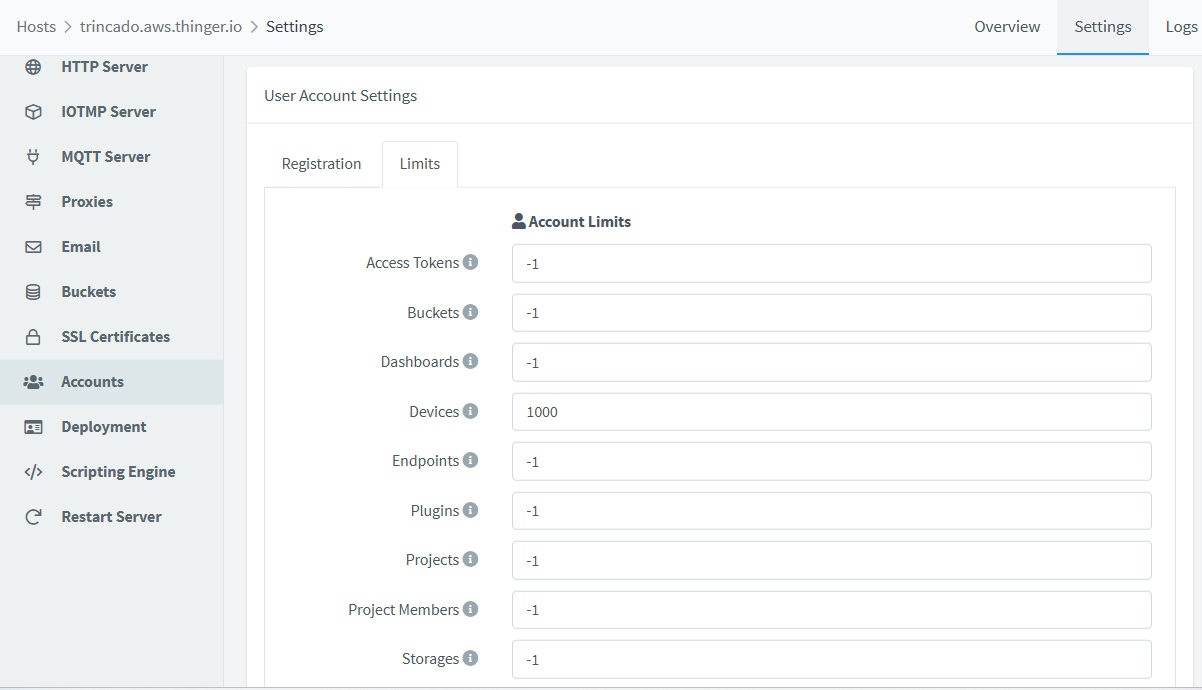 Hosts > trincado.aws.thinger.io > Settings
Overview
Settings
Logs
HTTP Server
IOTMP Server
MQTT Server
Proxies
Email
Buckets
SSL Certificates
Accounts
Deployment
Scripting Engine
Restart Server
User Account Settings
Registration
Limits
Account Limits
Access Tokens -1
Buckets -1
Dashboards -1
Devices 1000
Endpoints -1
Plugins -1
Projects -1
Project Members -1
Storages -1